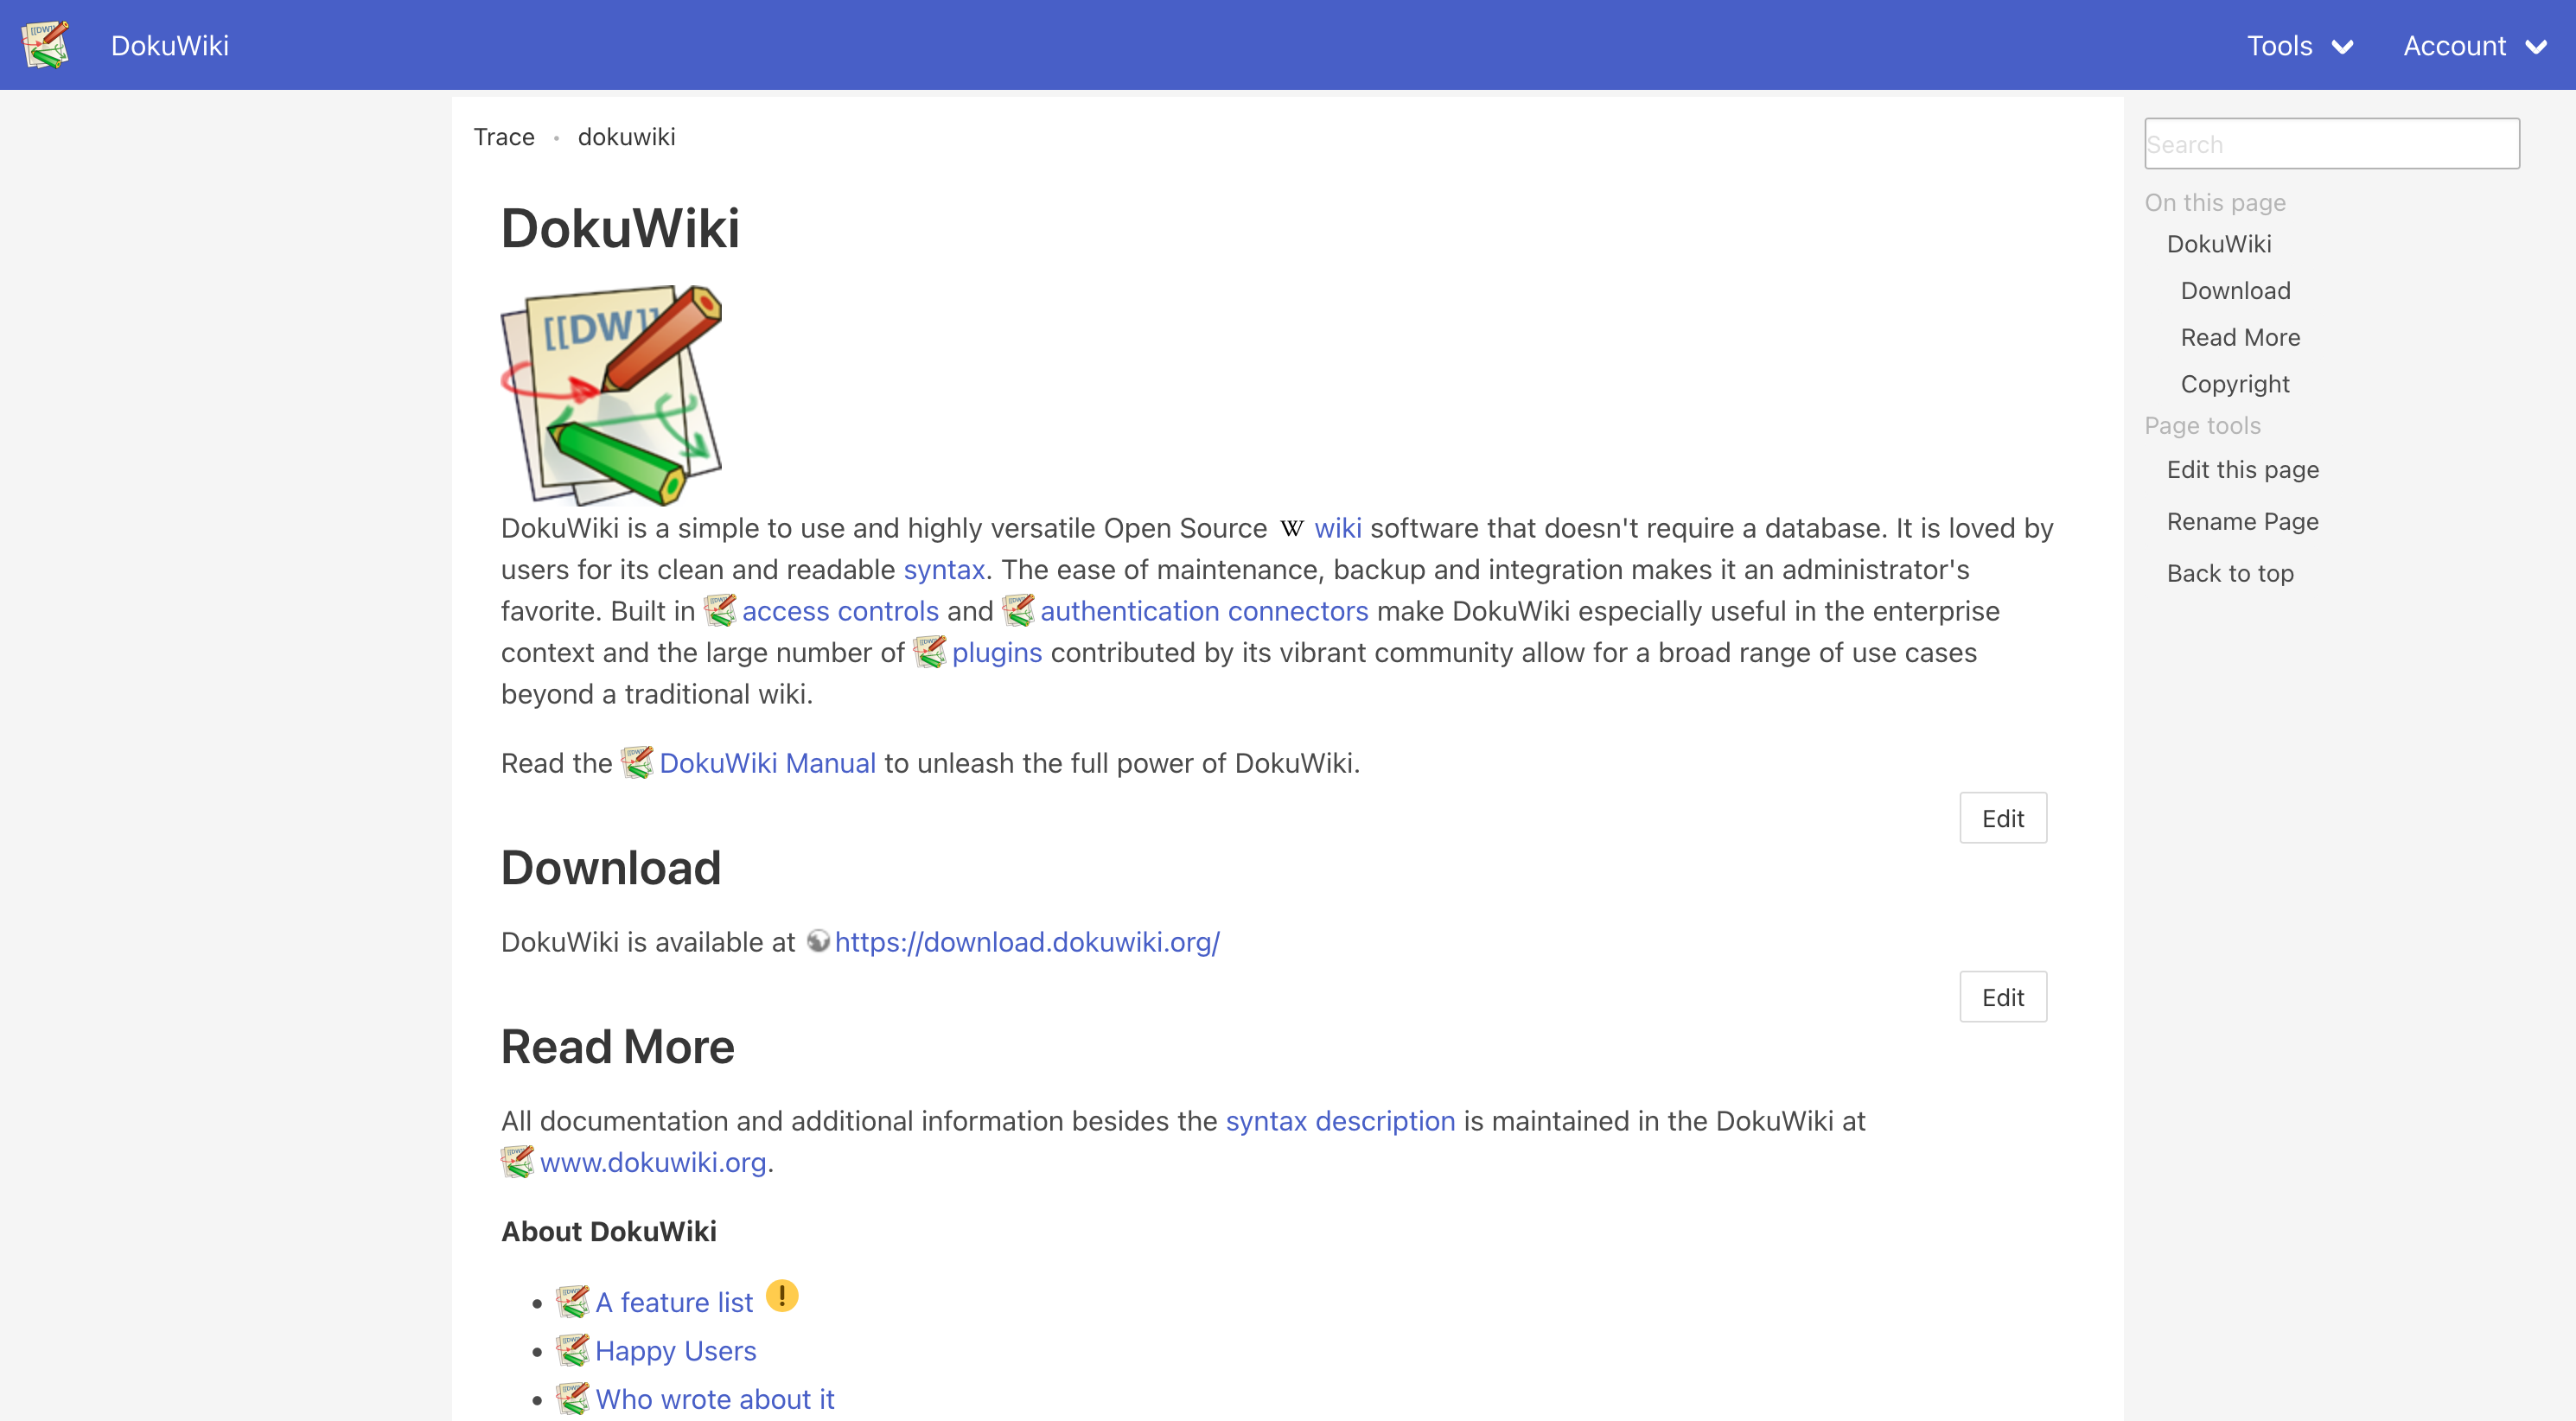 DokuWiki
Tools
Account
Trace • dokuwiki
DokuWiki
[[DW]]
DokuWiki is a simple to use and highly versatile Open Source W wiki software that doesn't require a database. It is loved by
users for its clean and readable syntax. The ease of maintenance, backup and integration makes it an administrator's
favorite. Built in access controls and authentication connectors make DokuWiki especially useful in the enterprise
context and the large number of plugins contributed by its vibrant community allow for a broad range of use cases
beyond a traditional wiki.
Read the DokuWiki Manual to unleash the full power of DokuWiki.
Edit
Download
DokuWiki is available at https://download.dokuwiki.org/
Edit
Read More
All documentation and additional information besides the syntax description is maintained in the DokuWiki at
www.dokuwiki.org.
About DokuWiki
• A feature list !
• Happy Users
• Who wrote about it
Search
On this page
DokuWiki
Download
Read More
Copyright
Page tools
Edit this page
Rename Page
Back to top